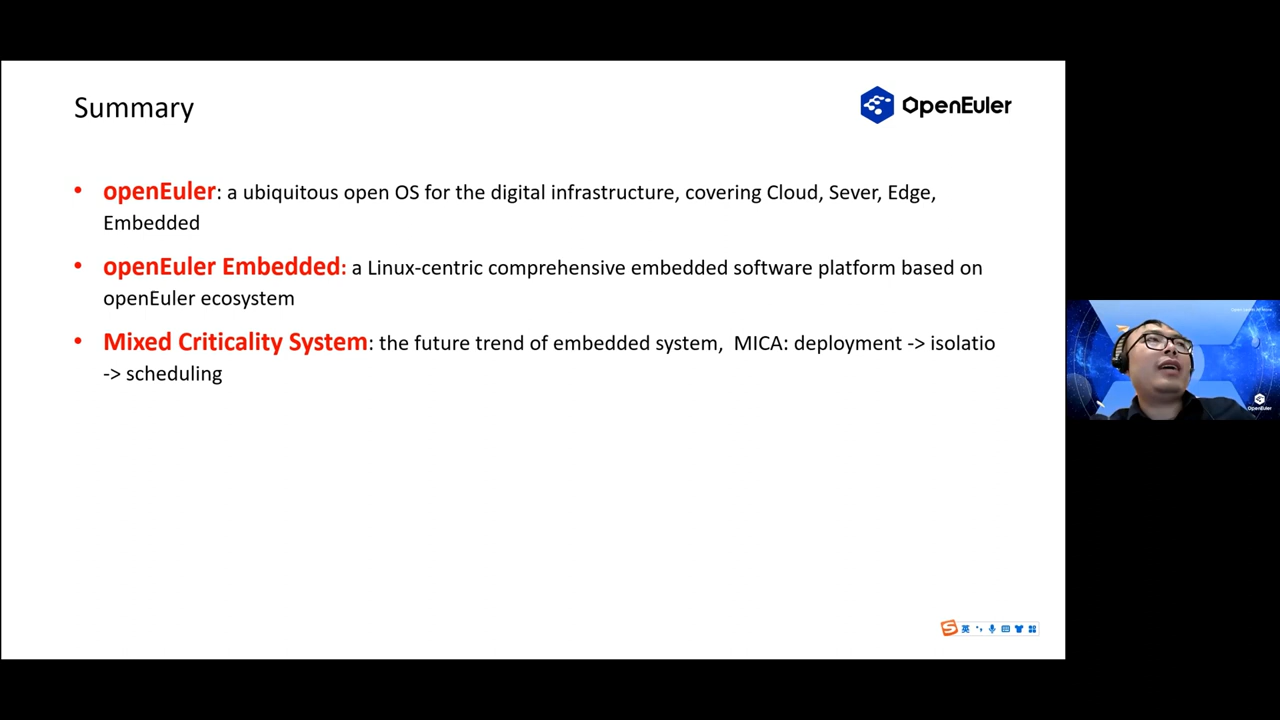 Summary
OpenEuler
• openEuler: a ubiquitous open OS for the digital infrastructure, covering Cloud, Sever, Edge,
Embedded
• openEuler Embedded: a Linux-centric comprehensive embedded software platform based on
openEuler ecosystem
• Mixed Criticality System: the future trend of embedded system, MICA: deployment -> isolatio
-> scheduling
OpenEuler
英